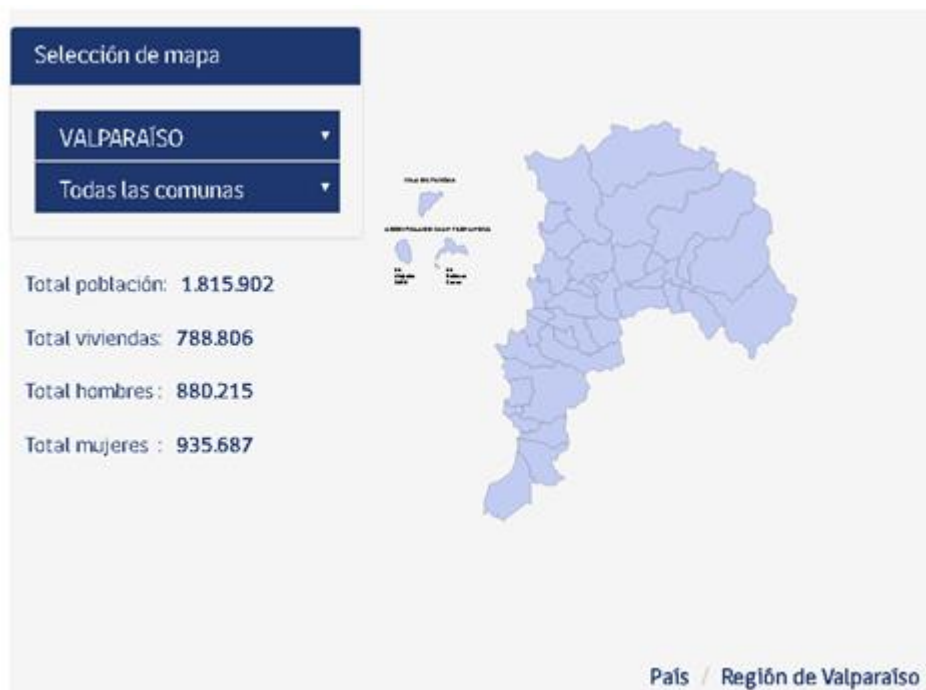 Selección de mapa
VALPARAÍSO
Todas las comunas
Total población: 1.815.902
Total viviendas: 788.806
Total hombres: 880.215
Total mujeres : 935.687
País / Región de Valparaíso